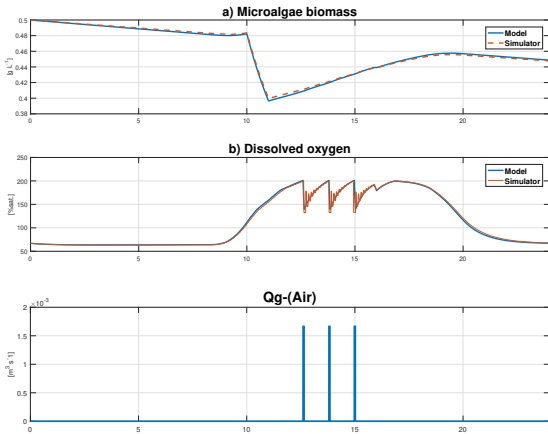 a) Microalgae biomass
0.5
0.48
0.46
0.44
0.42
0.4
0.38
[g L⁻¹]
Model
Simulator
0 5 10 15 20
b) Dissolved oxygen
250
200
150
100
50
[%sat.]
Model
Simulator
0 5 10 15 20
Qg-(Air)
×10⁻³
2
1.5
1
0.5
0
[m³ s⁻¹]
0 5 10 15 20